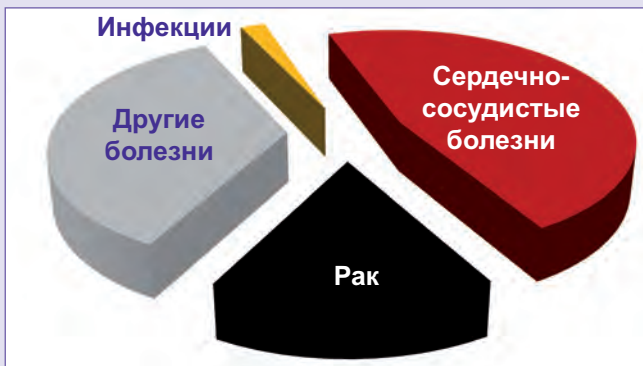 Инфекции
Сердечно-
сосудистые
болезни
Другие
болезни
Рак